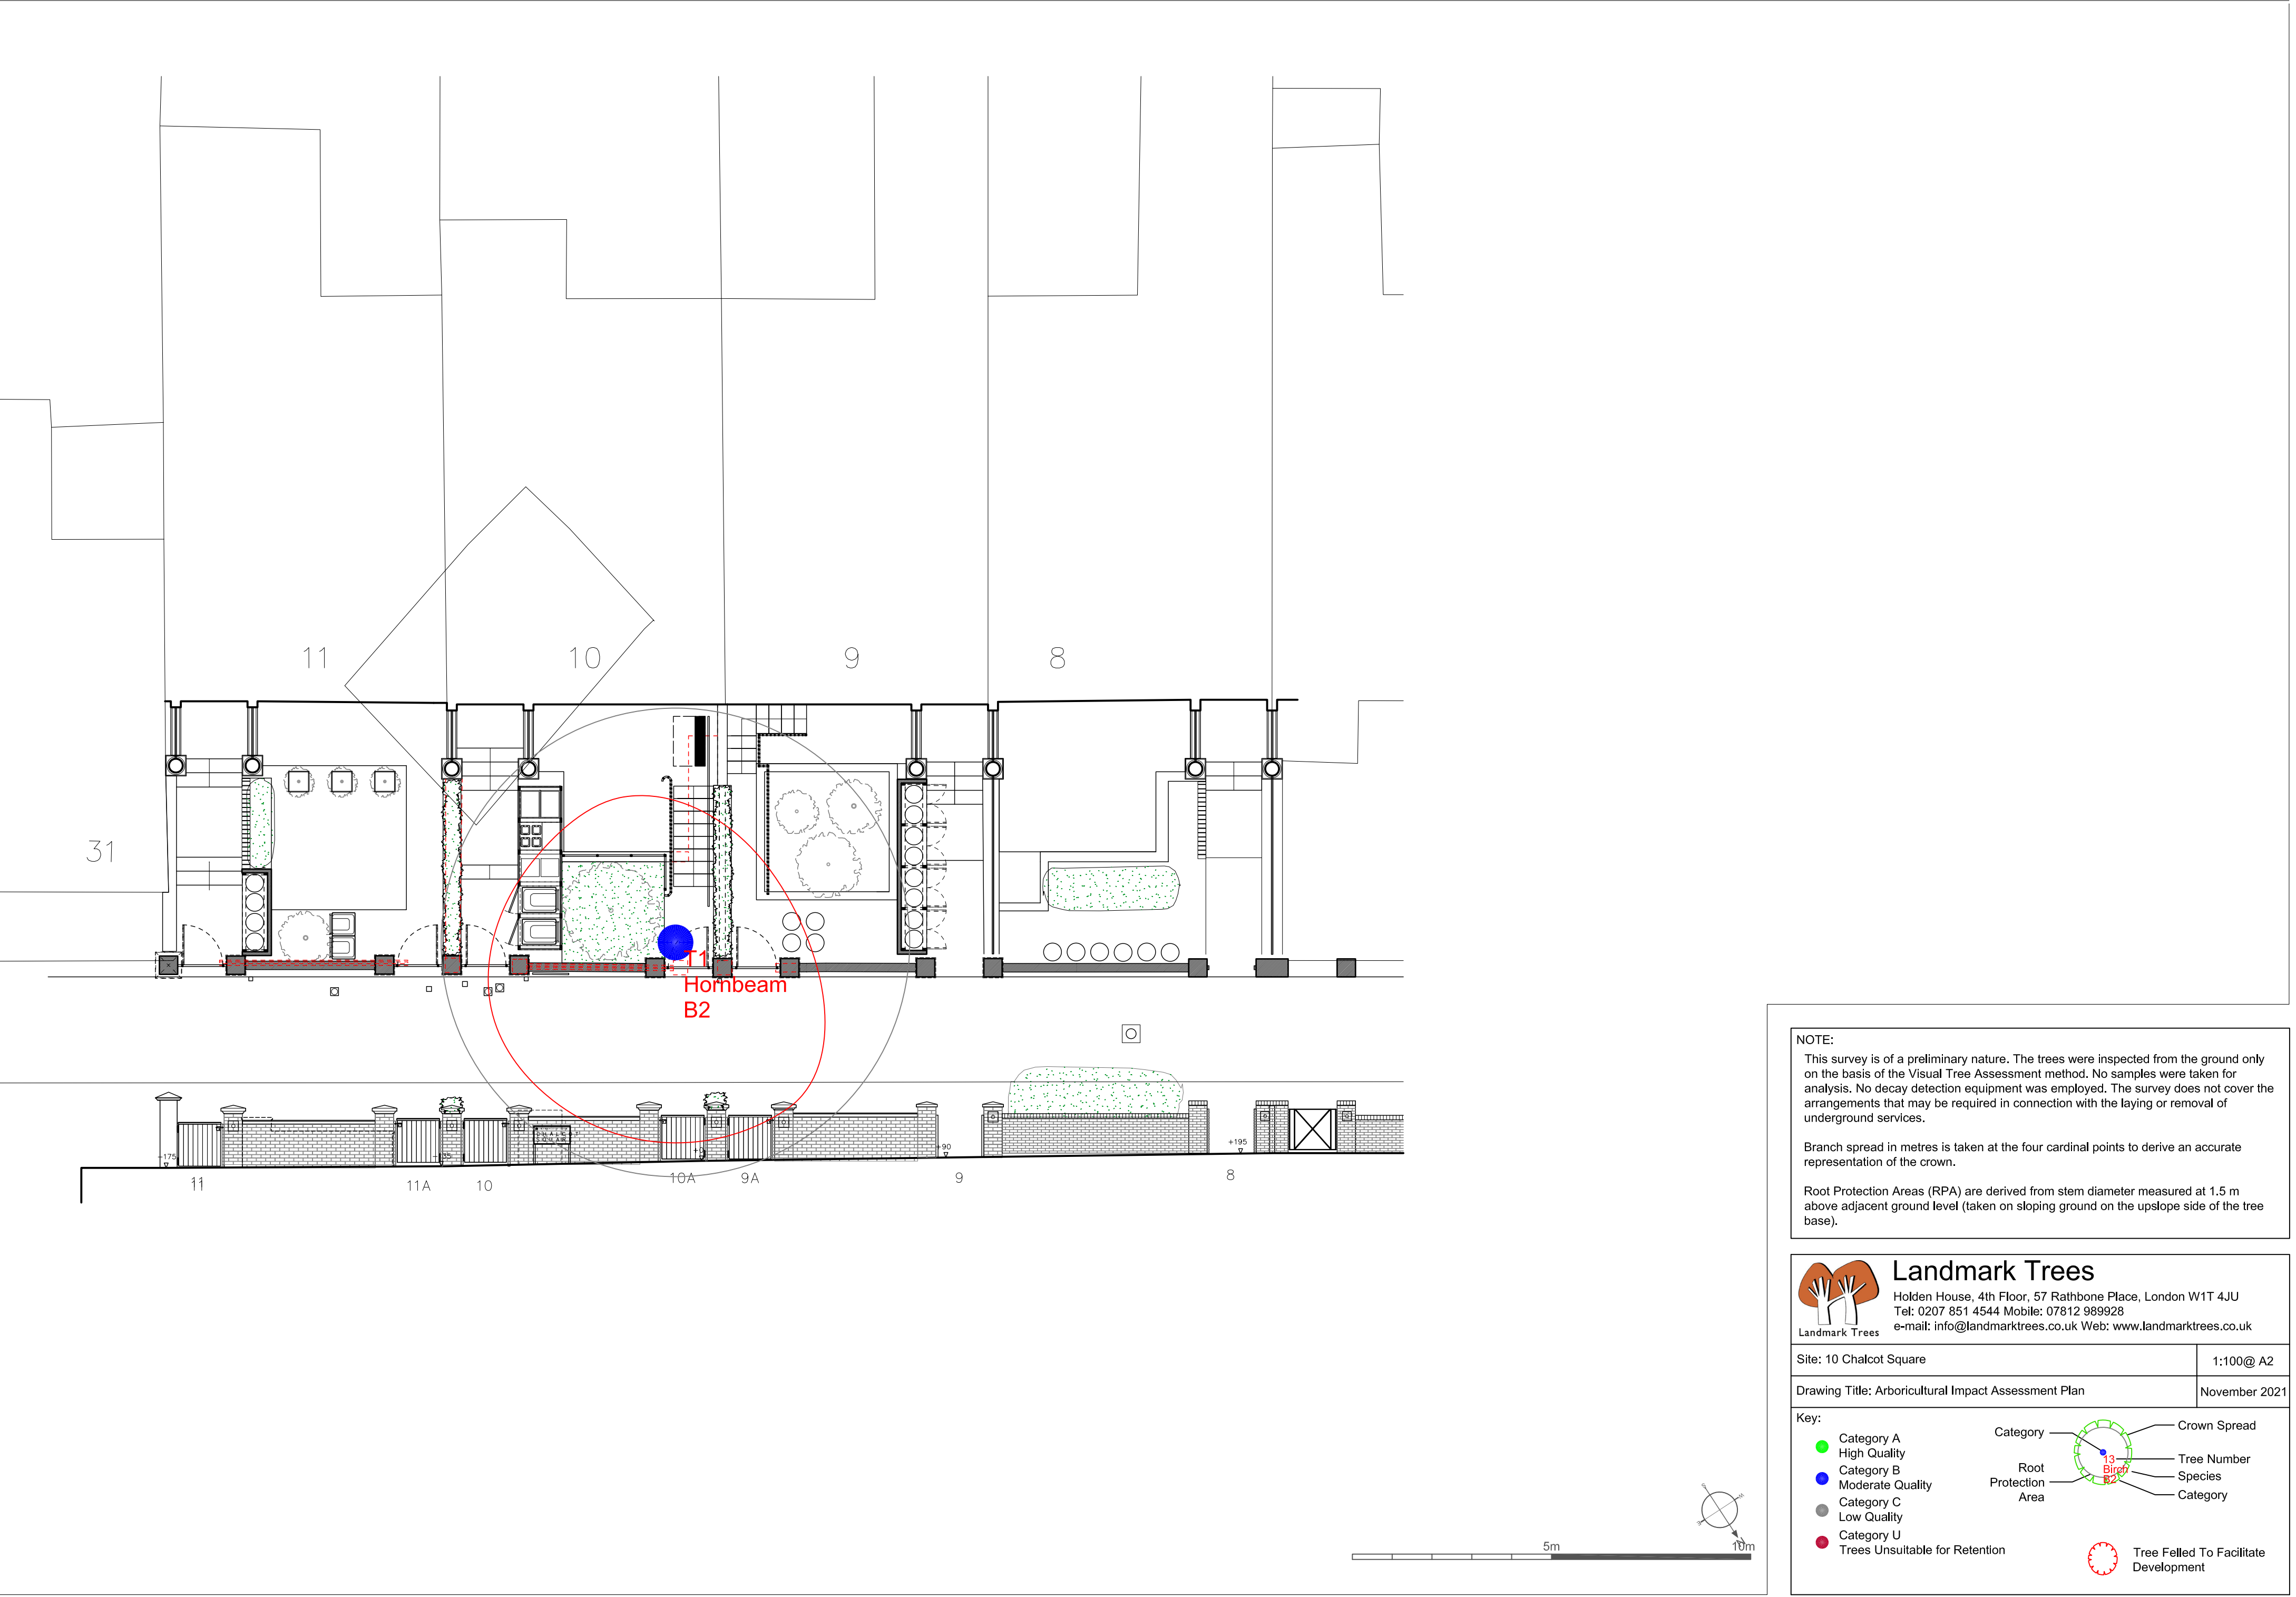 11
10
9
8
31
T1
Hornbeam
B2
CHALCOT
SQUARE
-175
+90
+195
11
11A
10
10A
9A
9
8
NOTE:
This survey is of a preliminary nature. The trees were inspected from the ground only
on the basis of the Visual Tree Assessment method. No samples were taken for
analysis. No decay detection equipment was employed. The survey does not cover the
arrangements that may be required in connection with the laying or removal of
underground services.
Branch spread in metres is taken at the four cardinal points to derive an accurate
representation of the crown.
Root Protection Areas (RPA) are derived from stem diameter measured at 1.5 m
above adjacent ground level (taken on sloping ground on the upslope side of the tree
base).
Landmark Trees
Landmark Trees
Holden House, 4th Floor, 57 Rathbone Place, London W1T 4JU
Tel: 0207 851 4544 Mobile: 07812 989928
e-mail: info@landmarktrees.co.uk Web: www.landmarktrees.co.uk
Site: 10 Chalcot Square
1:100@ A2
Drawing Title: Arboricultural Impact Assessment Plan
November 2021
Key:
Category A
High Quality
Category B
Moderate Quality
Category C
Low Quality
Category U
Trees Unsuitable for Retention
Category
Root
Protection
Area
13
Birch
B2
Crown Spread
Tree Number
Species
Category
Tree Felled To Facilitate
Development
5m
10m
N